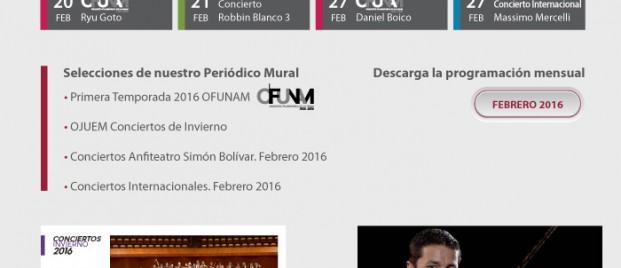 20 FEB OJUEM Ryu Goto
21 FEB Concierto Robbin Blanco 3
27 FEB Daniel Boico
27 FEB Concierto Internacional Massimo Mercelli
Selecciones de nuestro Periódico Mural
• Primera Temporada 2016 OFUNAM OFUNAM
• OJUEM Conciertos de Invierno
• Conciertos Anfiteatro Simón Bolívar. Febrero 2016
• Conciertos Internacionales. Febrero 2016
Descarga la programación mensual
FEBRERO 2016
CONCIERTOS
INVIERNO
2016